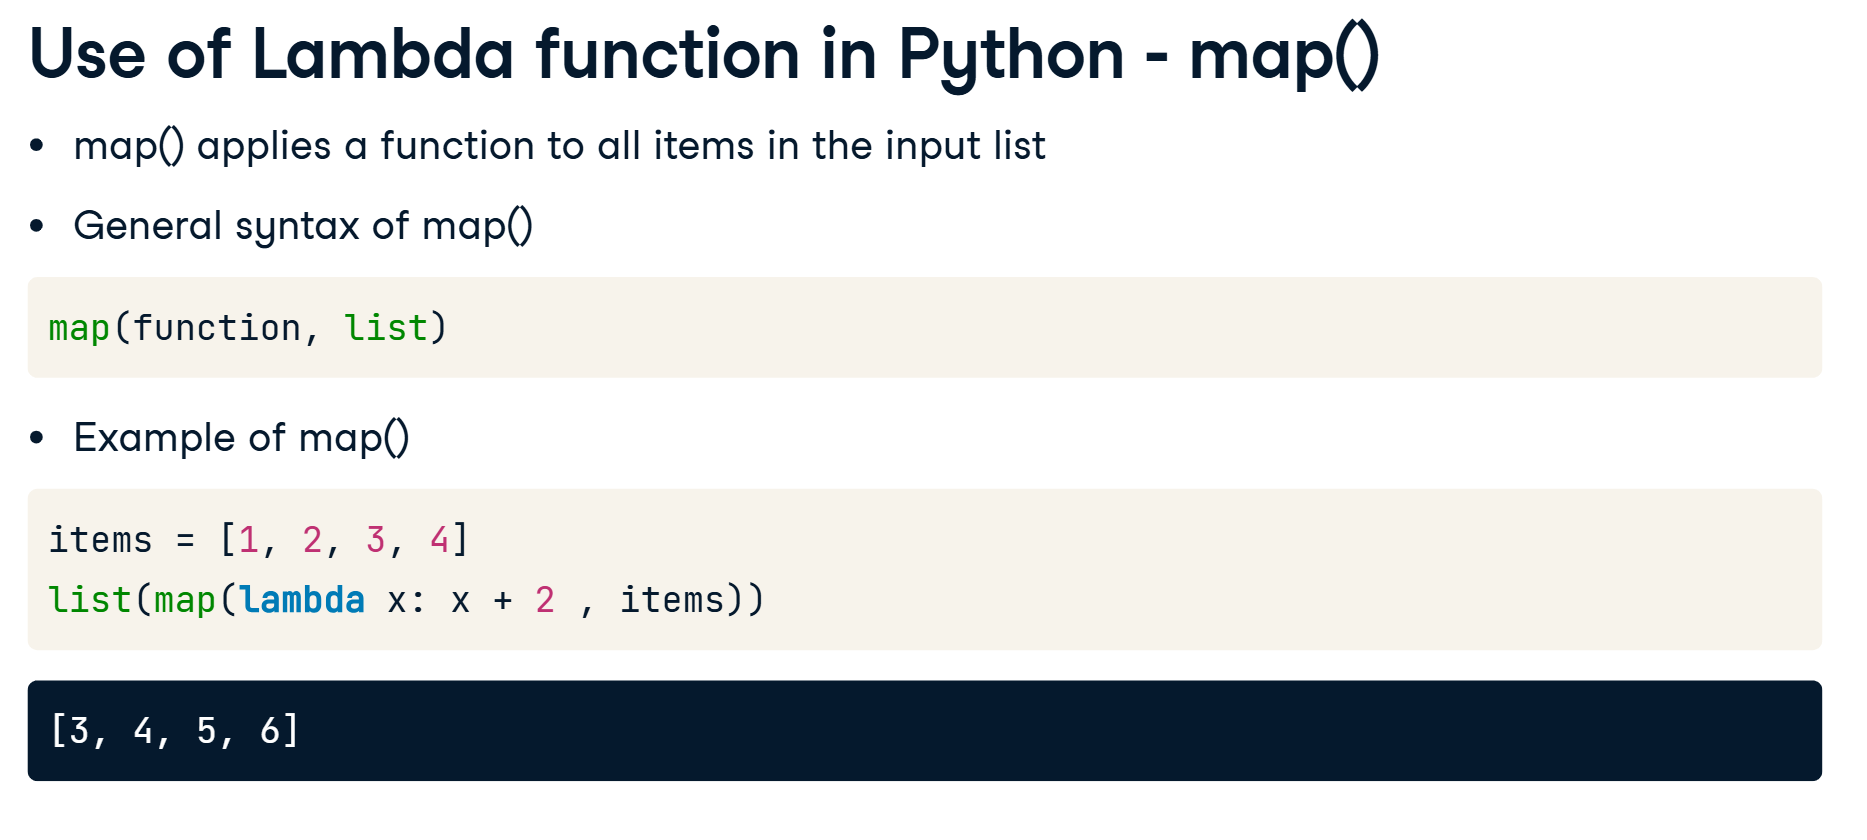 Use of Lambda function in Python - map()
• map() applies a function to all items in the input list
• General syntax of map()
map(function, list)
• Example of map()
items = [1, 2, 3, 4]
list(map(lambda x: x + 2 , items))
[3, 4, 5, 6]